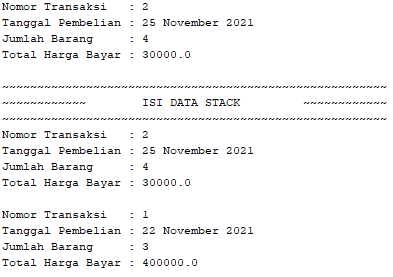 Nomor Transaksi   : 2
Tanggal Pembelian : 25 November 2021
Jumlah Barang     : 4
Total Harga Bayar : 30000.0
~~~~~~~~~~~~~~~~~~~~~~~~~~~~~~~~~~~~~~~~~~~~~~~~~~~~~~~
~~~~~~~~~~~~        ISI DATA STACK         ~~~~~~~~~~~~
~~~~~~~~~~~~~~~~~~~~~~~~~~~~~~~~~~~~~~~~~~~~~~~~~~~~~~~
Nomor Transaksi   : 2
Tanggal Pembelian : 25 November 2021
Jumlah Barang     : 4
Total Harga Bayar : 30000.0
Nomor Transaksi   : 1
Tanggal Pembelian : 22 November 2021
Jumlah Barang     : 3
Total Harga Bayar : 400000.0